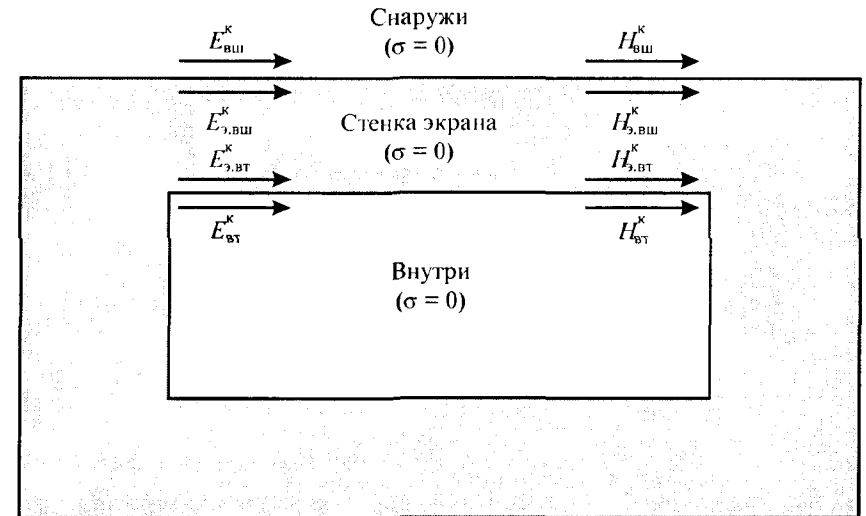 Снаружи
(σ = 0)
E^к_вш
H^к_вш
E^к_э.вш
Стенка экрана
(σ = 0)
H^к_э.вш
E^к_э.вт
H^к_э.вт
E^к_вт
H^к_вт
Внутри
(σ = 0)